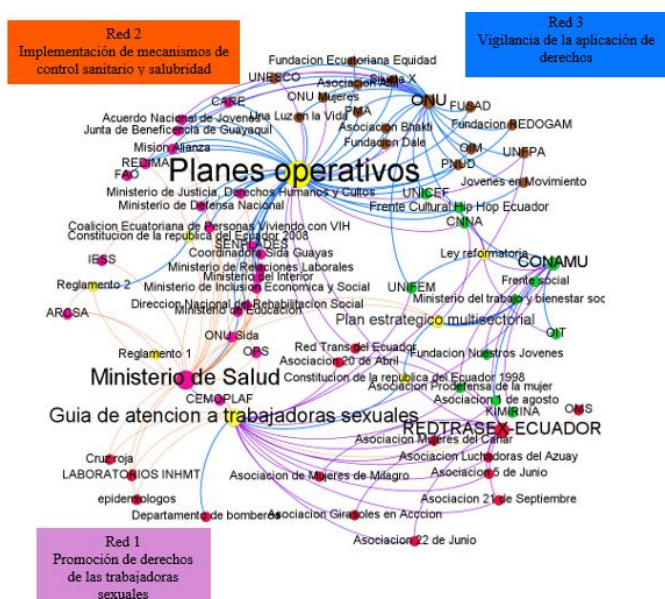 Red 2
Implementación de mecanismos de
control sanitario y salubridad
Red 3
Vigilancia de la aplicación de
derechos
Fundacion Ecuatoriana Equidad
UNESCO
Asociacion
ONU Mujeres
CARE
ONU
FUSAD
Acuerdo Nacional de Jovenes
Una Luz en la Vida
PMA
Junta de Beneficencia de Guayaquil
Asociacion Bhakti
Fundacion REDOGAM
Mision Alianza
Fundacion Dale
OIM
UNFPA
REDIMA
PNUD
FAO
Planes operativos
Jovenes en Movimiento
Ministerio de Justicia, Derechos Humanos y Cultos
UNICEF
Ministerio de Defensa Nacional
Frente Cultural Hip Hop Ecuador
CNNA
Coalicion Ecuatoriana de Personas Viviendo con VIH
Constitucion de la republica del Ecuador 2008
SENPLADES
Ley reformatoria
IESS
Coordinadora Sida Guayas
CONAMU
Ministerio de Relaciones Laborales
Frente social
Ministerio del Interior
Reglamento 2
Ministerio de Inclusion Economica y Social
UNIFEM
Ministerio del trabajo y bienestar soc
Direccion Nacional del Rehabilitacion Social
ARCSA
Ministerio de Educacion
Plan estrategico multisectorial
ONU Sida
OIT
Reglamento 1
OPS
Red Trans del Ecuador
Fundacion Nuestros Jovenes
Asociacion 20 de Abril
Ministerio de Salud
Constitucion de la republica del Ecuador 1998
Asociacion Prodefensa de la mujer
CEMOPLAF
Asociacion 1 de agosto
Guia de atencion a trabajadoras sexuales
KIMIRINA
OMS
REDTRASEX-ECUADOR
Asociacion Mujeres del Cañar
Cruz roja
Asociacion Luchadoras del Azuay
LABORATORIOS INHMT
Asociacion de Mujeres de Milagro
Asociacion 5 de Junio
epidemologos
Asociacion 21 de Septiembre
Departamento de bomberos
Asociacion Girasoles en Acccion
Asociacion 22 de Junio
Red 1
Promoción de derechos
de las trabajadoras
sexuales